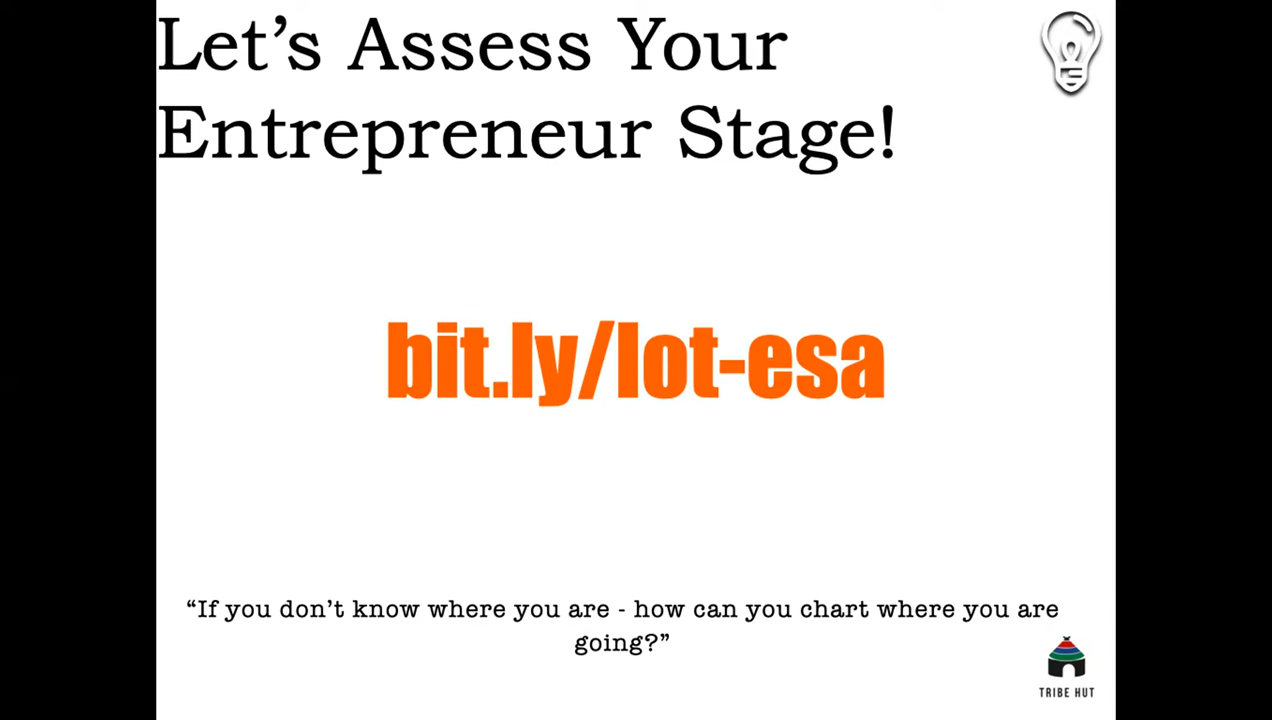 Let’s Assess Your
Entrepreneur Stage!
bit.ly/lot-esa
“If you don’t know where you are - how can you chart where you are
going?”
TRIBE HUT